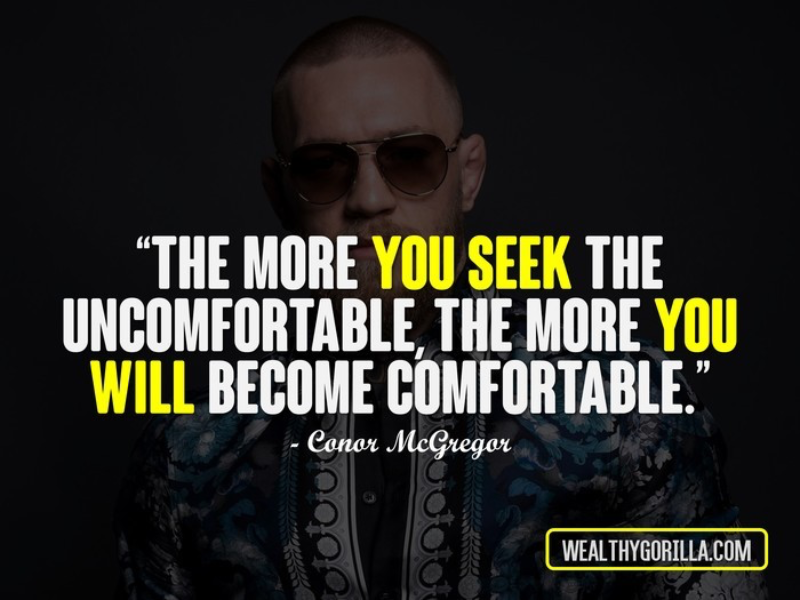 “THE MORE YOU SEEK THE
UNCOMFORTABLE, THE MORE YOU
WILL BECOME COMFORTABLE.”
- Conor McGregor
WEALTHYGORILLA.COM